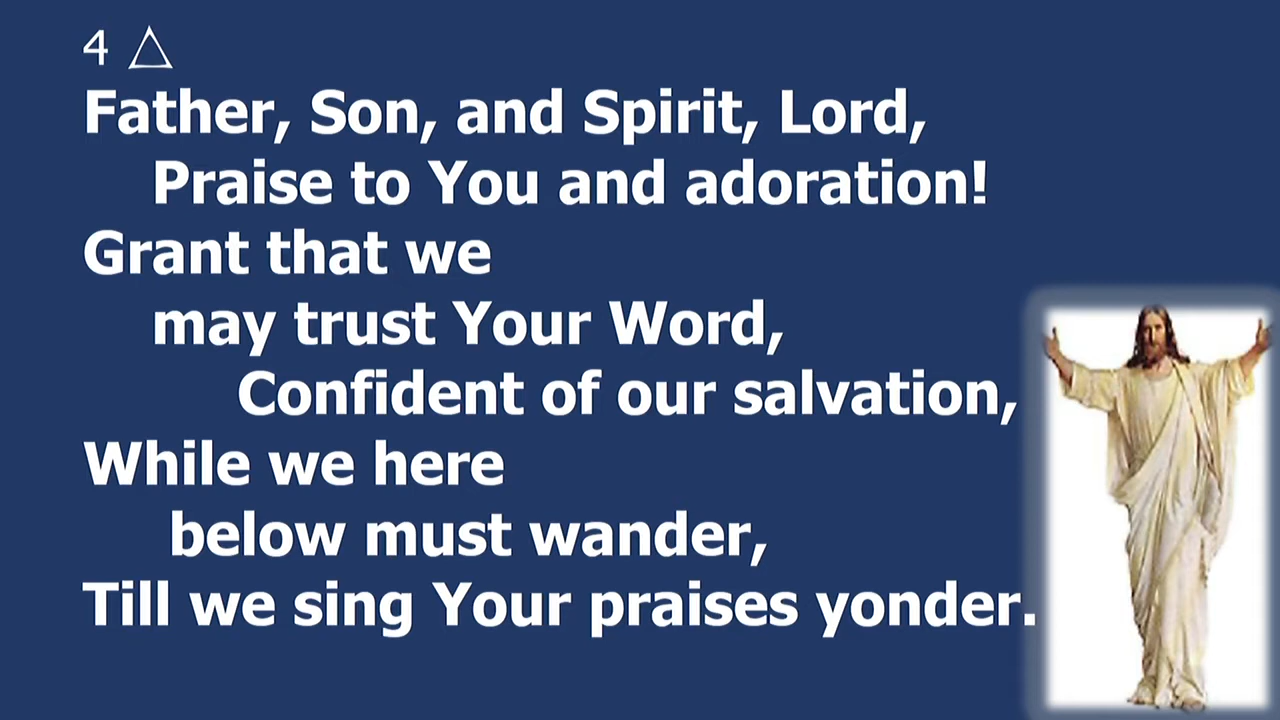 4 △
Father, Son, and Spirit, Lord,
Praise to You and adoration!
Grant that we
may trust Your Word,
Confident of our salvation,
While we here
below must wander,
Till we sing Your praises yonder.